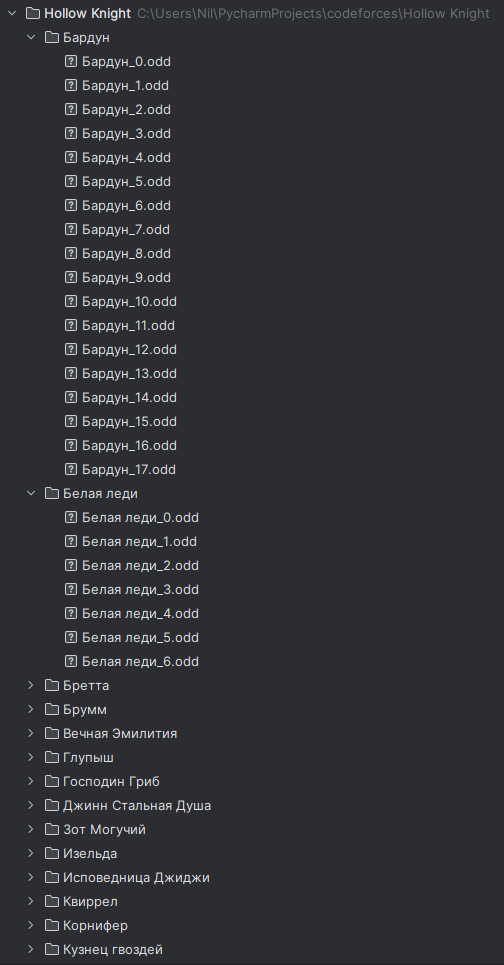 Hollow Knight C:\Users\Nil\PycharmProjects\codeforces\Hollow Knight
Бардун
Бардун_0.odd
Бардун_1.odd
Бардун_2.odd
Бардун_3.odd
Бардун_4.odd
Бардун_5.odd
Бардун_6.odd
Бардун_7.odd
Бардун_8.odd
Бардун_9.odd
Бардун_10.odd
Бардун_11.odd
Бардун_12.odd
Бардун_13.odd
Бардун_14.odd
Бардун_15.odd
Бардун_16.odd
Бардун_17.odd
Белая леди
Белая леди_0.odd
Белая леди_1.odd
Белая леди_2.odd
Белая леди_3.odd
Белая леди_4.odd
Белая леди_5.odd
Белая леди_6.odd
Бретта
Брумм
Вечная Эмилития
Глупыш
Господин Гриб
Джинн Стальная Душа
Зот Могучий
Изельда
Исповедница Джиджи
Квиррел
Корнифер
Кузнец гвоздей